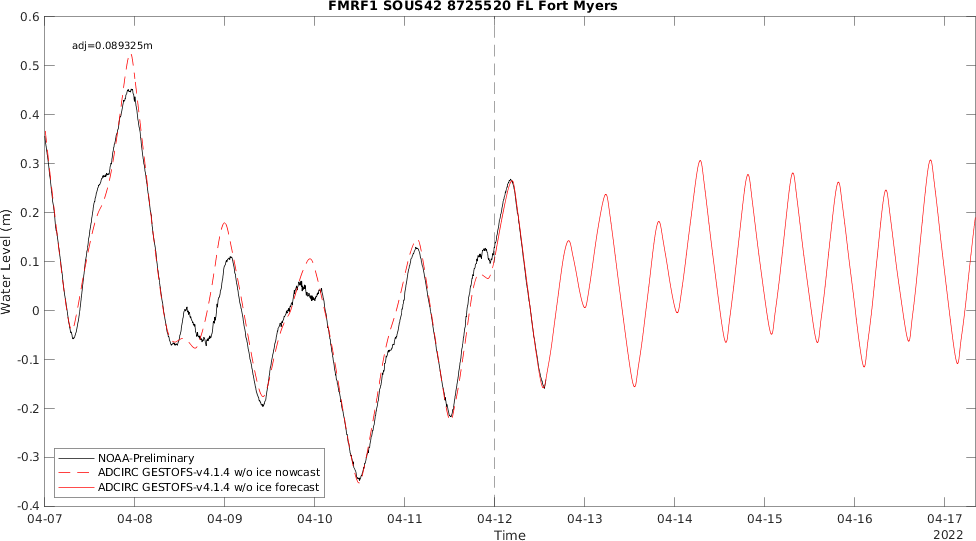 FMRF1 SOUS42 8725520 FL Fort Myers
adj=0.089325m
Water Level (m)
0.6
0.5
0.4
0.3
0.2
0.1
0
-0.1
-0.2
-0.3
-0.4
NOAA-Preliminary
ADCIRC GESTOFS-v4.1.4 w/o ice nowcast
ADCIRC GESTOFS-v4.1.4 w/o ice forecast
04-07 04-08 04-09 04-10 04-11 04-12 04-13 04-14 04-15 04-16 04-17
Time
2022